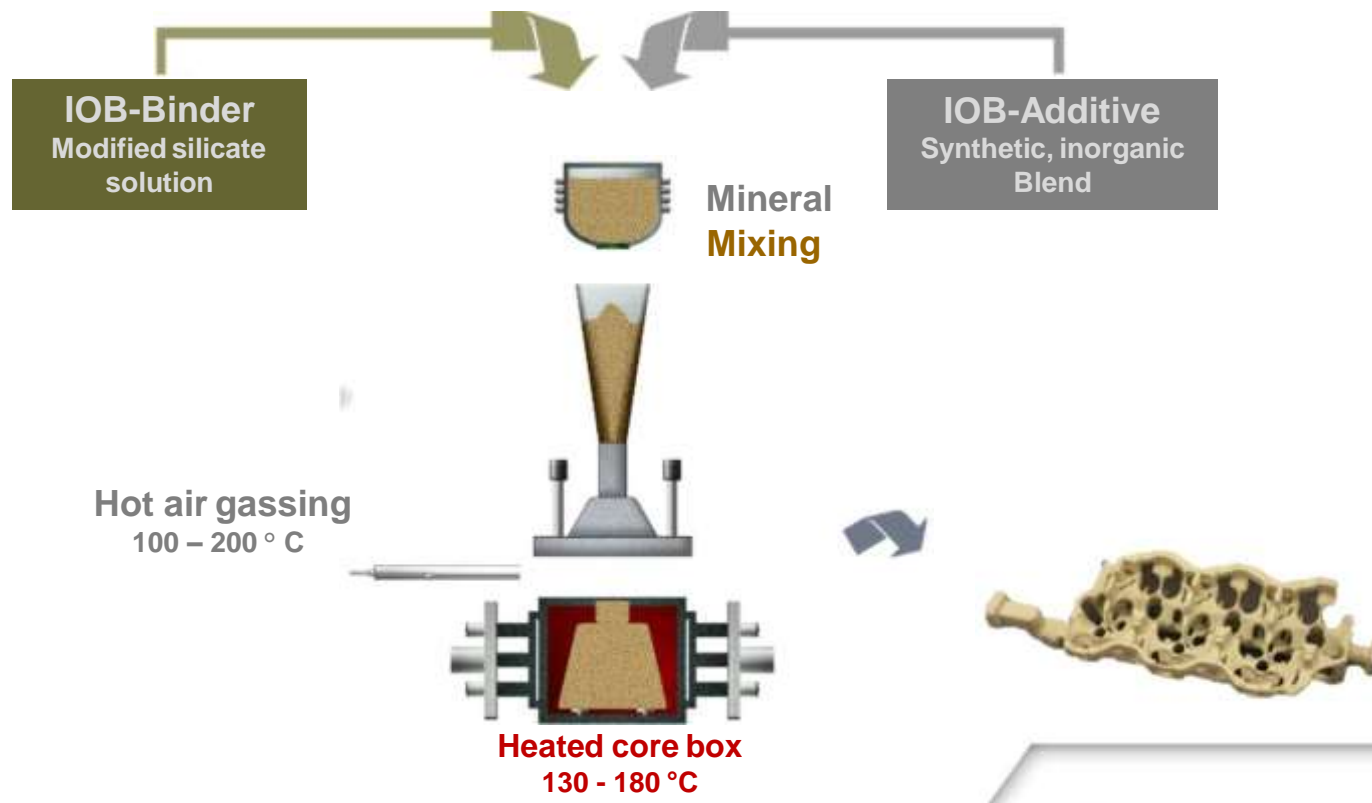 IOB-Binder
Modified silicate
solution
IOB-Additive
Synthetic, inorganic
Blend
Mineral
Mixing
Hot air gassing
100 – 200 ° C
Heated core box
130 - 180 °C